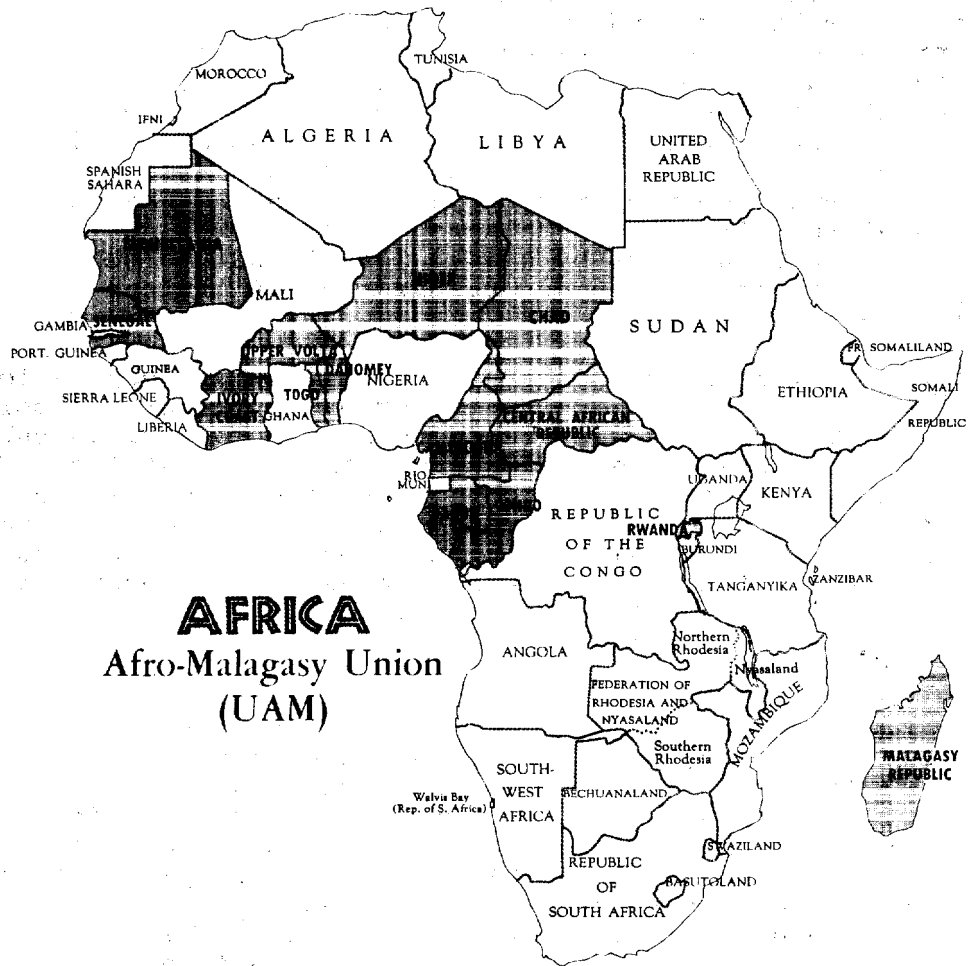 TUNISIA
MOROCCO
IFNI
ALGERIA
LIBYA
UNITED
ARAB
REPUBLIC
SPANISH
SAHARA
MALI
CHAD
SUDAN
GAMBIA
SENEGAL
PORT. GUINEA
GUINEA
SIERRA LEONE
LIBERIA
UPPER VOLTA
DAHOMEY
IVORY
COAST
GHANA
TOGO
NIGERIA
FR. SOMALILAND
ETHIOPIA
SOMALI
REPUBLIC
CENTRAL AFRICAN
REPUBLIC
RIO
MUNI
UGANDA
KENYA
REPUBLIC
OF THE
CONGO
RWANDA
BURUNDI
TANGANYIKA
ZANZIBAR
AFRICA
Afro-Malagasy Union
(UAM)
ANGOLA
Northern
Rhodesia
Nyasaland
FEDERATION OF
RHODESIA AND
NYASALAND
MOZAMBIQUE
Southern
Rhodesia
MALAGASY
REPUBLIC
SOUTH-
WEST
AFRICA
Walvis Bay
(Rep. of S. Africa)
BECHUANALAND
SWAZILAND
BASUTOLAND
REPUBLIC
OF
SOUTH AFRICA